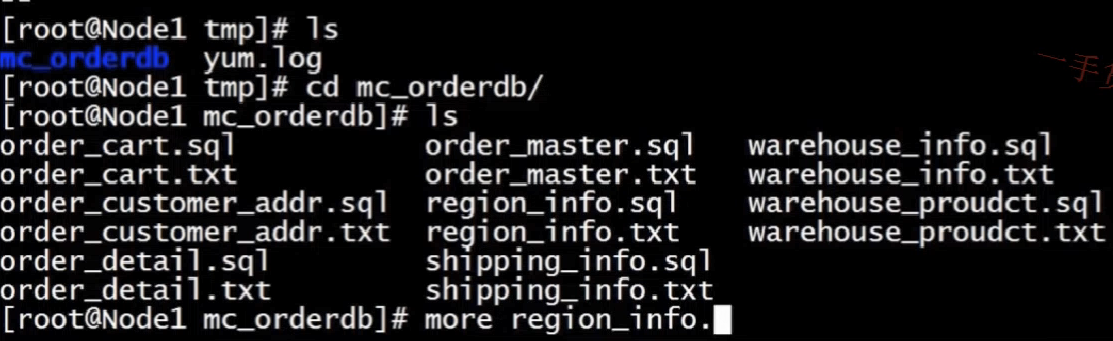 [root@Node1 tmp]# ls
mc_orderdb  yum.log
[root@Node1 tmp]# cd mc_orderdb/
[root@Node1 mc_orderdb]# ls
order_cart.sql order_master.sql warehouse_info.sql
order_cart.txt order_master.txt warehouse_info.txt
order_customer_addr.sql region_info.sql warehouse_proudct.sql
order_customer_addr.txt region_info.txt warehouse_proudct.txt
order_detail.sql shipping_info.sql
order_detail.txt shipping_info.txt
[root@Node1 mc_orderdb]# more region_info.
一手